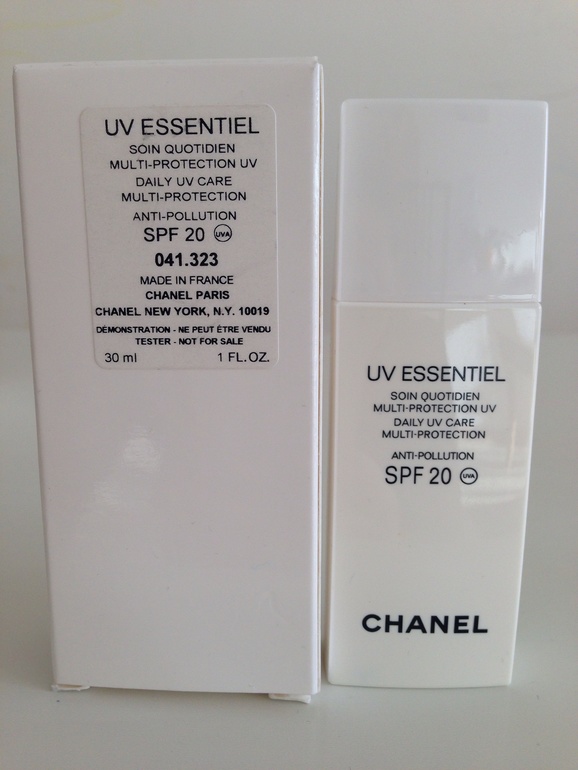 UV ESSENTIEL
SOIN QUOTIDIEN
MULTI-PROTECTION UV
DAILY UV CARE
MULTI-PROTECTION
ANTI-POLLUTION
SPF 20 UVA
041.323
MADE IN FRANCE
CHANEL PARIS
CHANEL NEW YORK, N.Y. 10019
DÉMONSTRATION - NE PEUT ÊTRE VENDU
TESTER - NOT FOR SALE
30 ml 1 FL.OZ.
UV ESSENTIEL
SOIN QUOTIDIEN
MULTI-PROTECTION UV
DAILY UV CARE
MULTI-PROTECTION
ANTI-POLLUTION
SPF 20 UVA
CHANEL